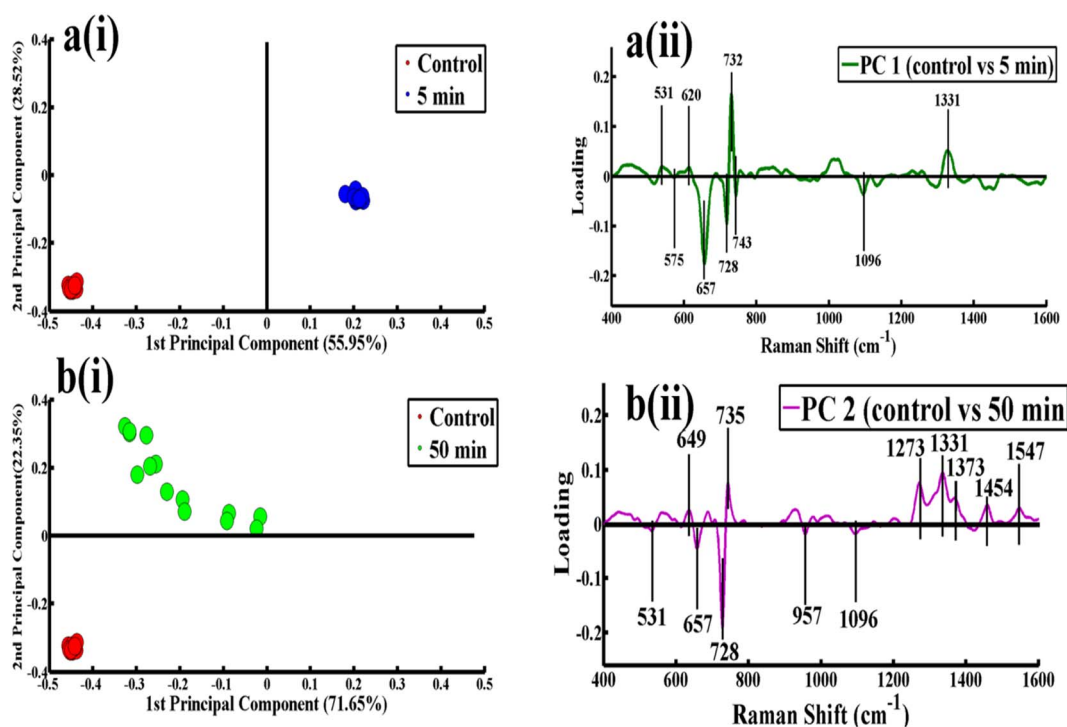 a(i)
Control
5 min
2nd Principal Component (28.52%)
0.4
0.2
0
-0.2
-0.4
-0.5 -0.4 -0.3 -0.2 -0.1 0 0.1 0.2 0.3 0.4 0.5
1st Principal Component (55.95%)
a(ii)
PC 1 (control vs 5 min)
Loading
0.2
0.1
0
-0.1
-0.2
531 620 732 1331
575 657 728 743 1096
400 600 800 1000 1200 1400 1600
Raman Shift (cm⁻¹)
b(i)
Control
50 min
2nd Principal Component(22.35%)
0.4
0.2
0
-0.2
-0.4
-0.5 -0.4 -0.3 -0.2 -0.1 0 0.1 0.2 0.3 0.4 0.5
1st Principal Component (71.65%)
b(ii)
PC 2 (control vs 50 min
Loading
0.2
0.1
0
-0.1
-0.2
649 735 1273 1331 1373 1454 1547
531 657 728 957 1096
400 600 800 1000 1200 1400 1600
Raman Shift (cm⁻¹)